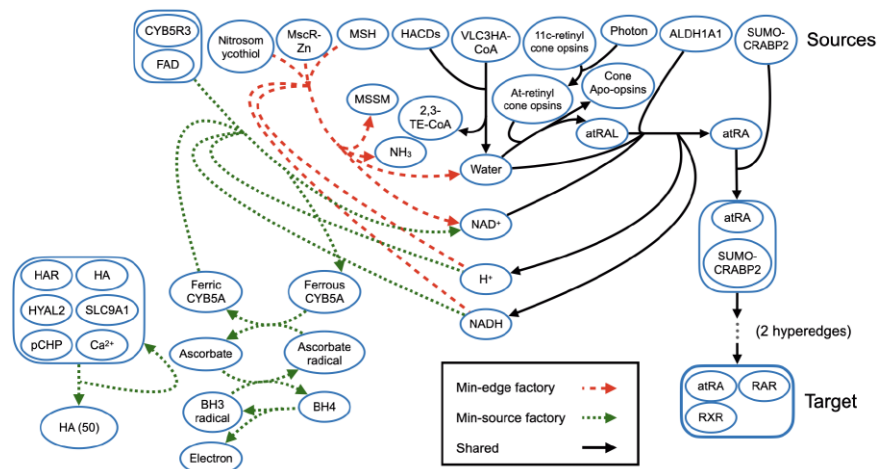 CYB5R3
FAD
Nitrosom
ycothiol
MscR-
Zn
MSH
HACDs
VLC3HA-
CoA
11c-retinyl
cone opsins
Photon
ALDH1A1
SUMO-
CRABP2
Sources
MSSM
2,3-
TE-CoA
NH₃
At-retinyl
cone opsins
Cone
Apo-opsins
atRAL
atRA
Water
NAD⁺
H⁺
NADH
atRA
SUMO-
CRABP2
(2 hyperedges)
atRA
RAR
RXR
Target
HAR
HA
HYAL2
SLC9A1
pCHP
Ca²⁺
HA (50)
Ferric
CYB5A
Ferrous
CYB5A
Ascorbate
Ascorbate
radical
BH3
radical
BH4
Electron
Min-edge factory
Min-source factory
Shared